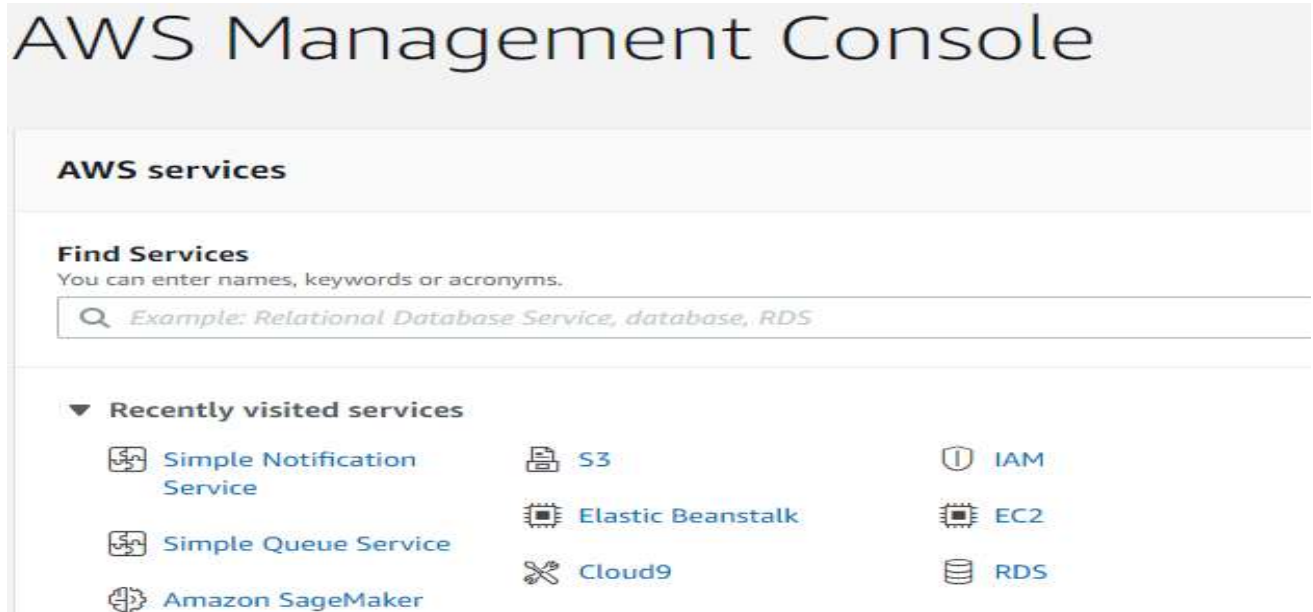 AWS Management Console
AWS services
Find Services
You can enter names, keywords or acronyms.
Example: Relational Database Service, database, RDS
Recently visited services
Simple Notification
Service
Simple Queue Service
Amazon SageMaker
S3
Elastic Beanstalk
Cloud9
IAM
EC2
RDS